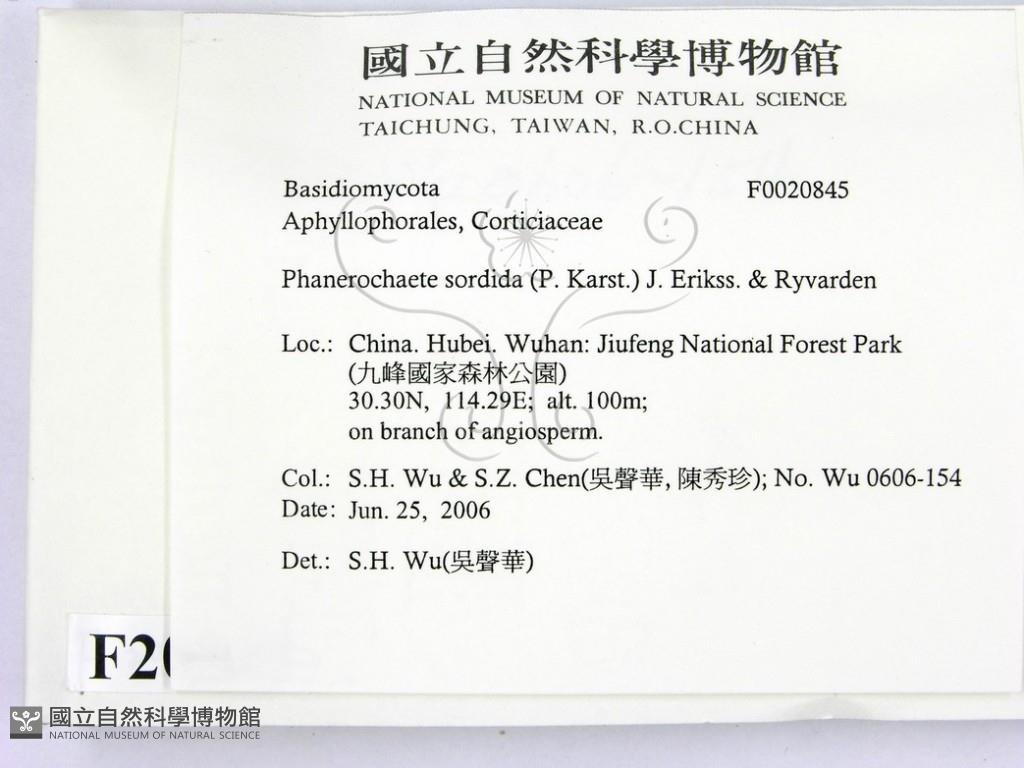 國立自然科學博物館
NATIONAL MUSEUM OF NATURAL SCIENCE
TAICHUNG, TAIWAN, R.O.CHINA
Basidiomycota F0020845
Aphyllophorales, Corticiaceae
Phanerochaete sordida (P. Karst.) J. Erikss. & Ryvarden
Loc.: China. Hubei. Wuhan: Jiufeng National Forest Park
(九峰國家森林公園)
30.30N, 114.29E; alt. 100m;
on branch of angiosperm.
Col.: S.H. Wu & S.Z. Chen(吳聲華, 陳秀珍); No. Wu 0606-154
Date: Jun. 25, 2006
Det.: S.H. Wu(吳聲華)
F20
國立自然科學博物館
NATIONAL MUSEUM OF NATURAL SCIENCE